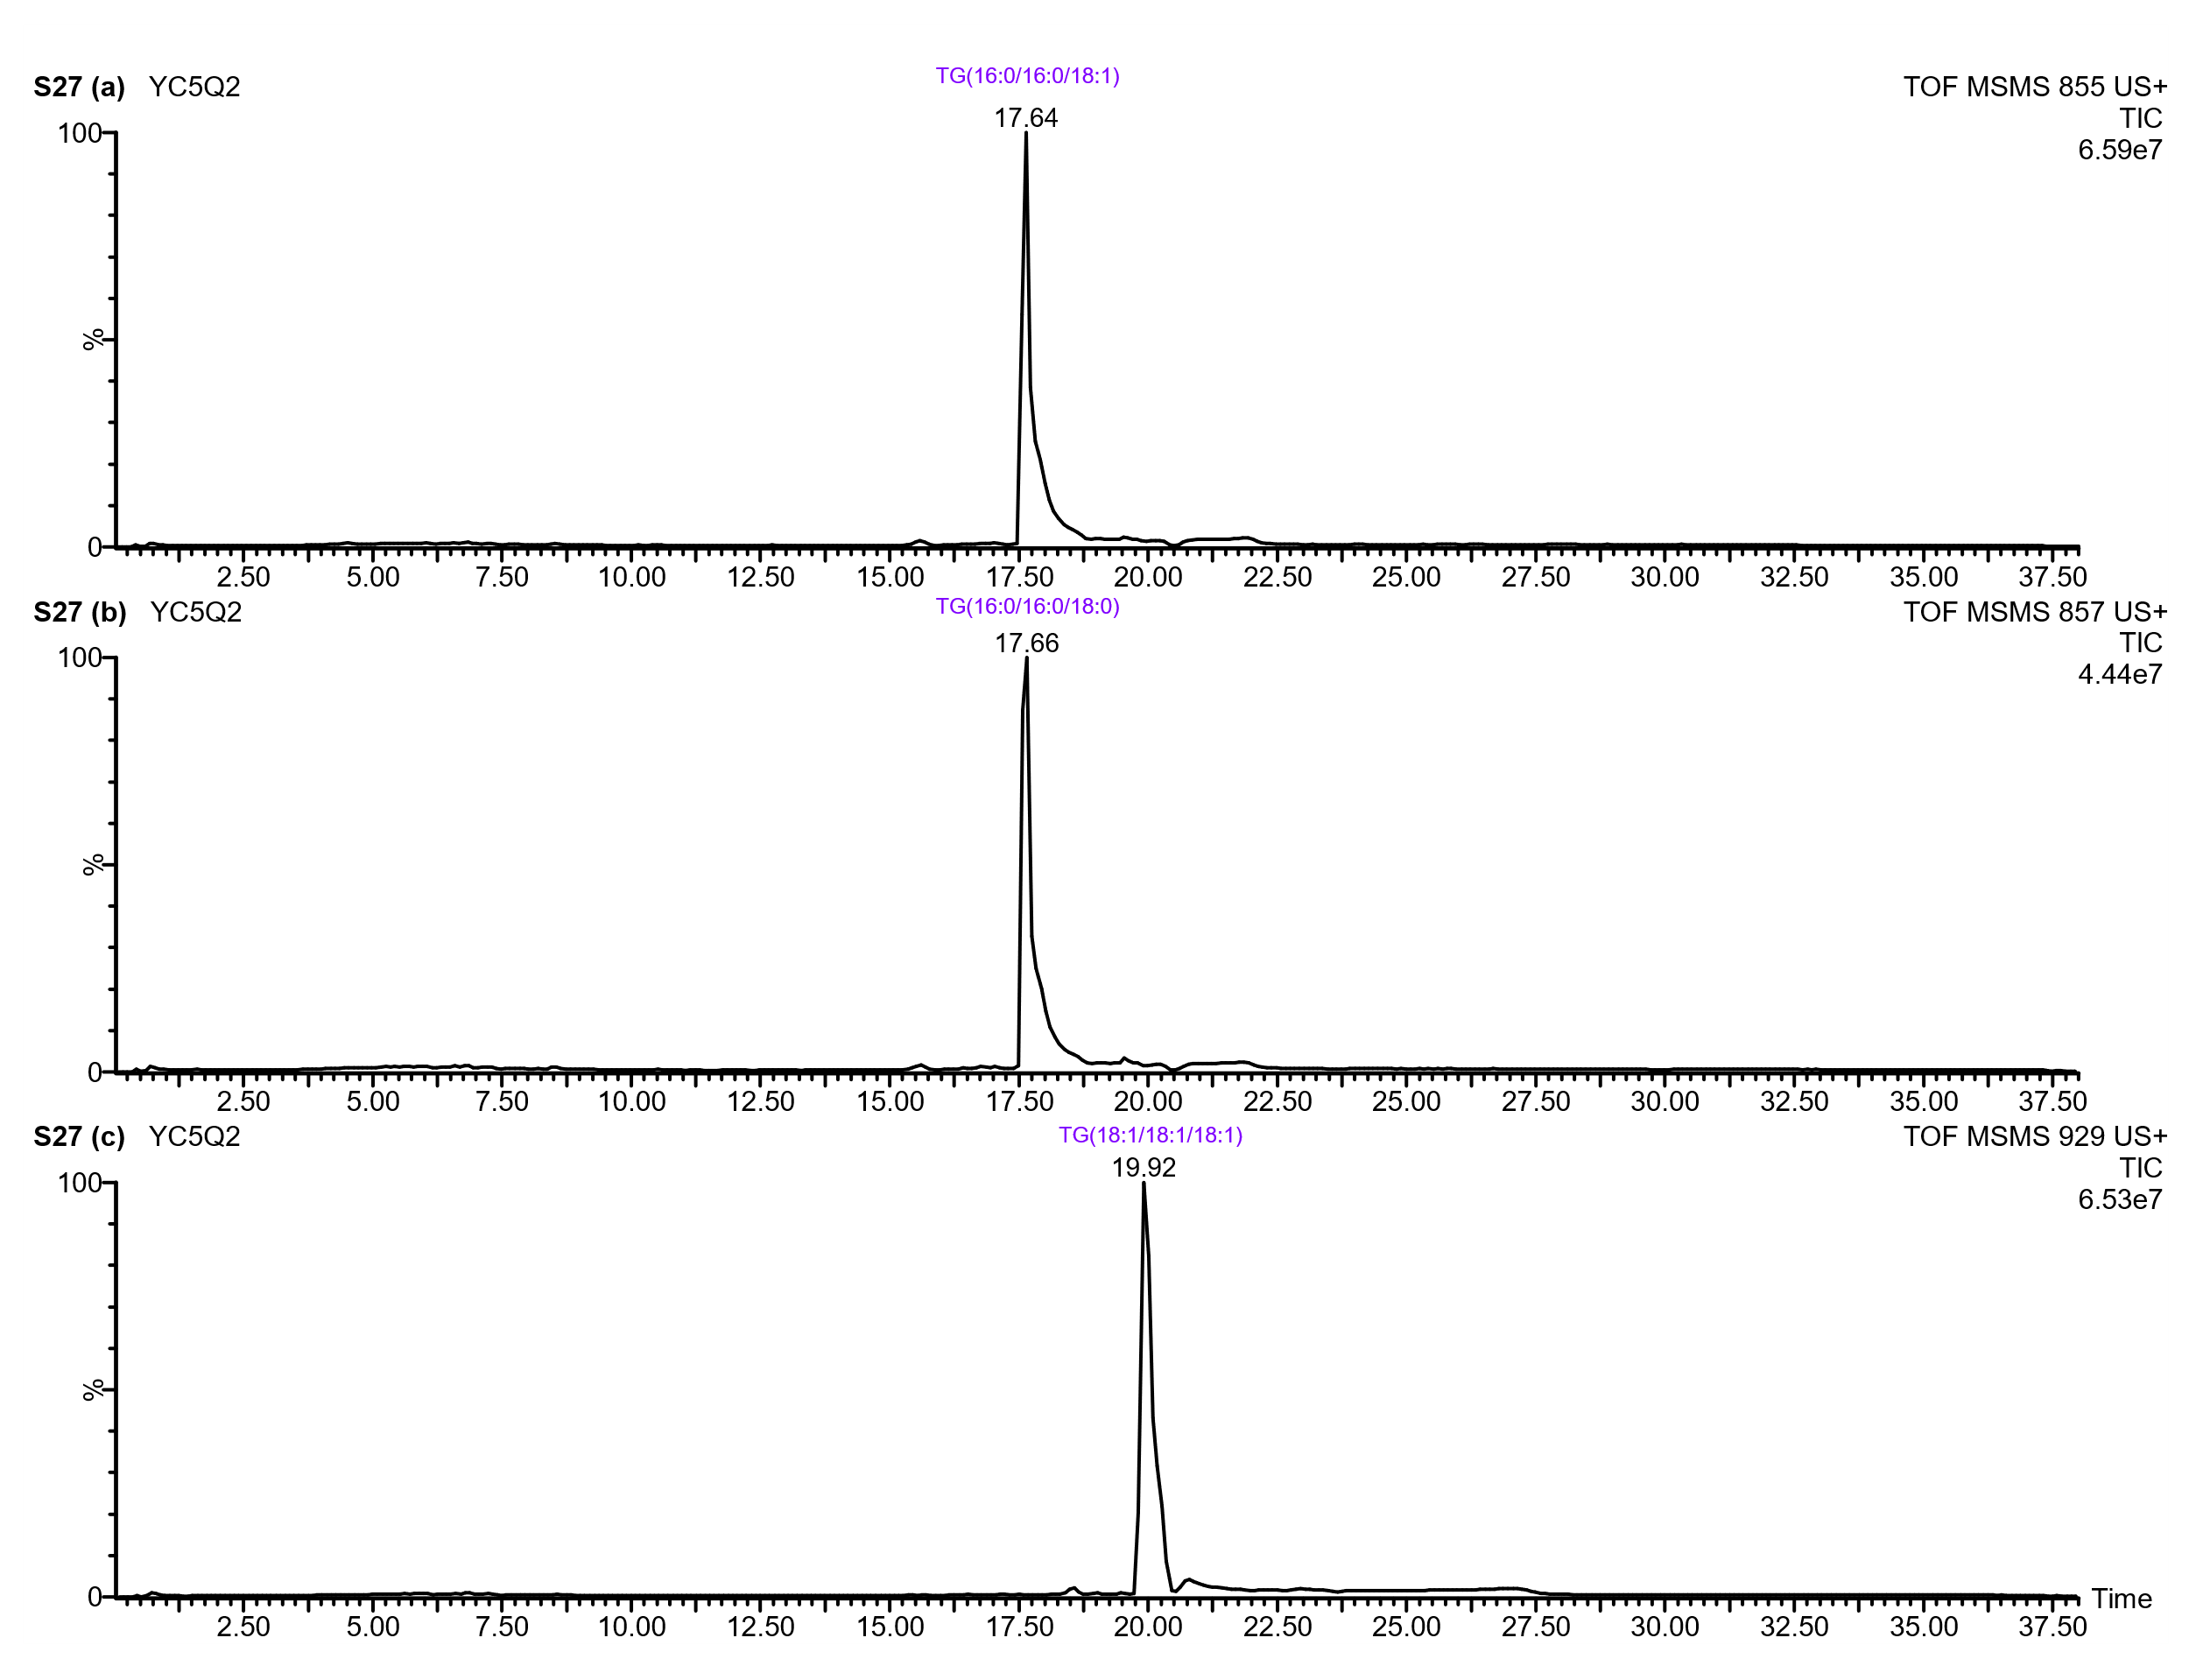 TG(16:0/16:0/18:1)
S27 (a) YC5Q2
TOF MSMS 855 US+
17.64
TIC
100
6.59e7
%
0
2.50 5.00 7.50 10.00 12.50 15.00 17.50 20.00 22.50 25.00 27.50 30.00 32.50 35.00 37.50
TG(16:0/16:0/18:0)
S27 (b) YC5Q2
TOF MSMS 857 US+
17.66
TIC
100
4.44e7
%
0
2.50 5.00 7.50 10.00 12.50 15.00 17.50 20.00 22.50 25.00 27.50 30.00 32.50 35.00 37.50
TG(18:1/18:1/18:1)
S27 (c) YC5Q2
TOF MSMS 929 US+
19.92
TIC
100
6.53e7
%
0
Time
2.50 5.00 7.50 10.00 12.50 15.00 17.50 20.00 22.50 25.00 27.50 30.00 32.50 35.00 37.50